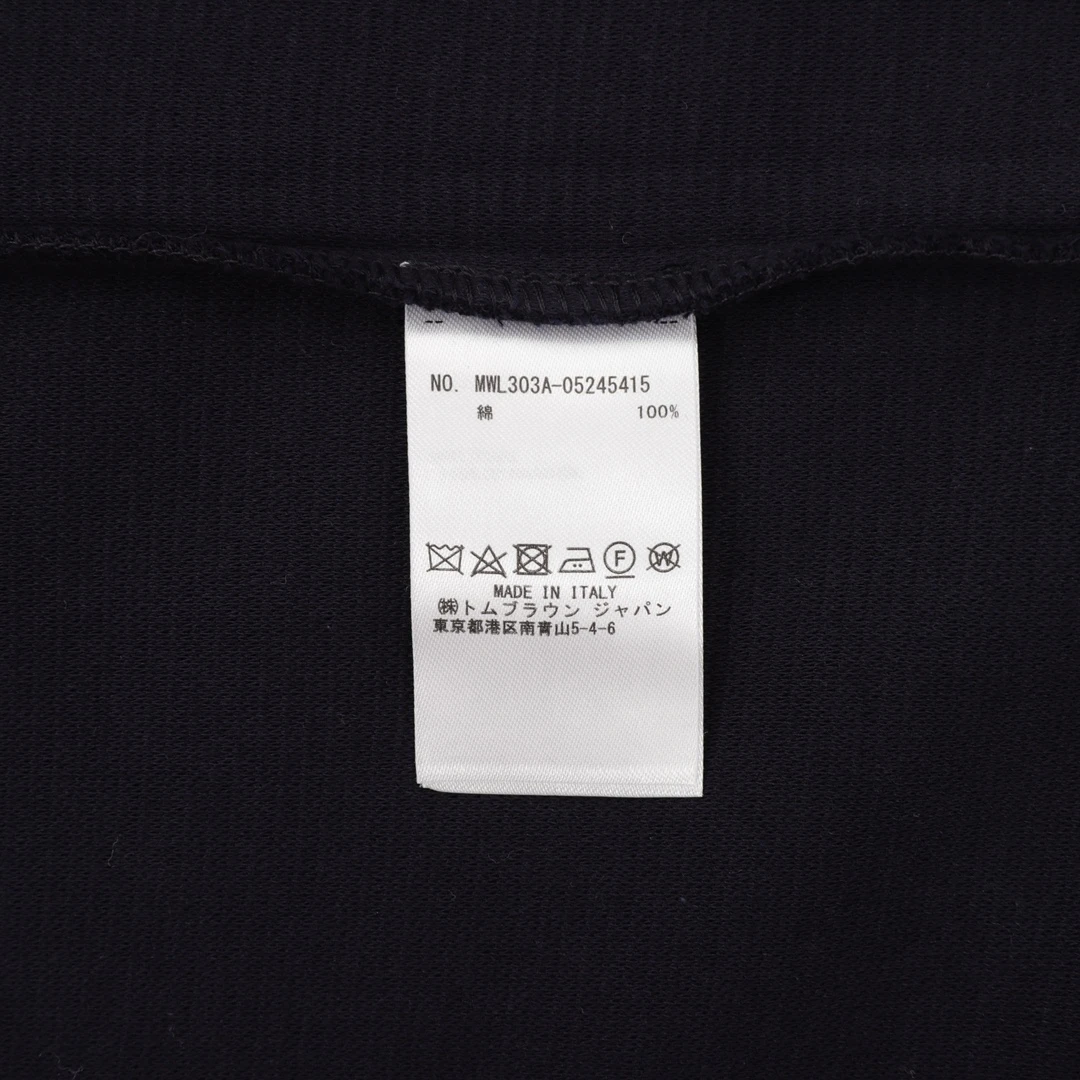 NO. MWL303A-05245415
綿 100%
F W
MADE IN ITALY
㈱トムブラウン ジャパン
東京都港区南青山5-4-6